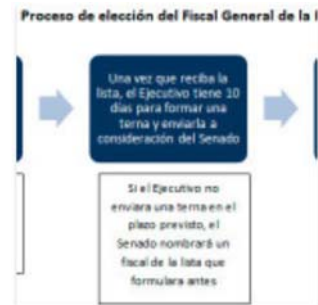 Proceso de elección del Fiscal General de la
Una vez que reciba la
lista, el Ejecutivo tiene 10
días para formar una
terna y enviarla a
consideración del Senado
Si el Ejecutivo no
enviara una terna en el
plazo previsto, el
Senado nombrará un
fiscal de la lista que
formulara antes